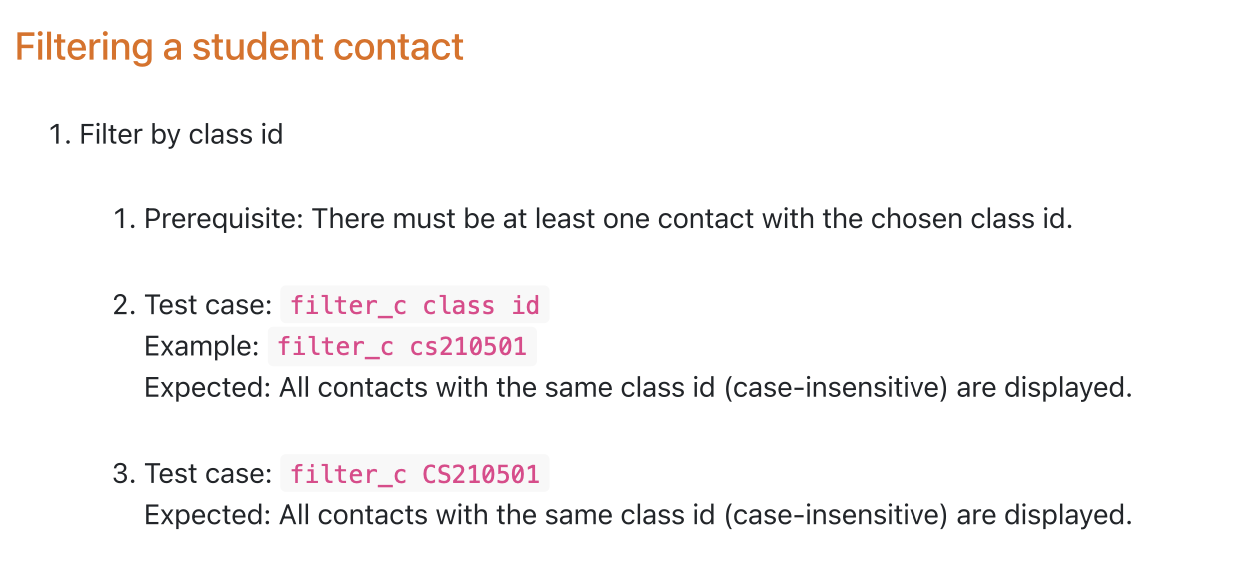 Filtering a student contact
1. Filter by class id
1. Prerequisite: There must be at least one contact with the chosen class id.
2. Test case: filter_c class id
Example: filter_c cs210501
Expected: All contacts with the same class id (case-insensitive) are displayed.
3. Test case: filter_c CS210501
Expected: All contacts with the same class id (case-insensitive) are displayed.